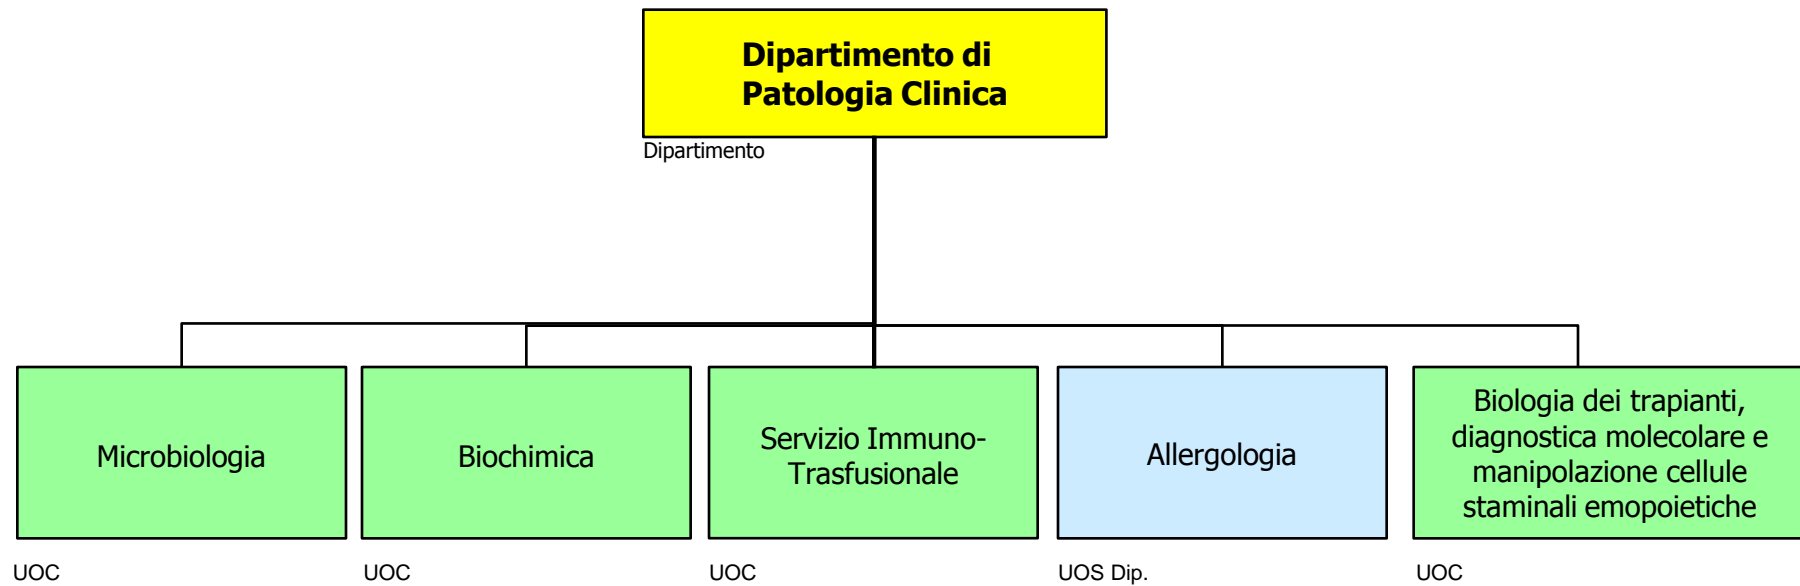 Dipartimento di
Patologia Clinica
Dipartimento
Microbiologia
Biochimica
Servizio Immuno-
Trasfusionale
Allergologia
Biologia dei trapianti,
diagnostica molecolare e
manipolazione cellule
staminali emopoietiche
UOC
UOC
UOC
UOS Dip.
UOC